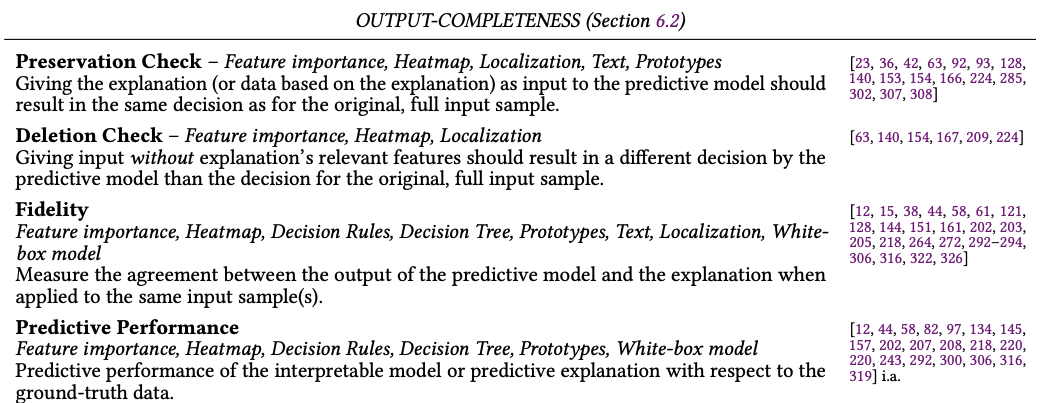 OUTPUT-COMPLETENESS (Section 6.2)
Preservation Check – Feature importance, Heatmap, Localization, Text, Prototypes
Giving the explanation (or data based on the explanation) as input to the predictive model should
result in the same decision as for the original, full input sample.
[23, 36, 42, 63, 92, 93, 128,
140, 153, 154, 166, 224, 285,
302, 307, 308]
Deletion Check – Feature importance, Heatmap, Localization
Giving input without explanation's relevant features should result in a different decision by the
predictive model than the decision for the original, full input sample.
[63, 140, 154, 167, 209, 224]
Fidelity
Feature importance, Heatmap, Decision Rules, Decision Tree, Prototypes, Text, Localization, White-
box model
Measure the agreement between the output of the predictive model and the explanation when
applied to the same input sample(s).
[12, 15, 38, 44, 58, 61, 121,
128, 144, 151, 161, 202, 203,
205, 218, 264, 272, 292–294,
306, 316, 322, 326]
Predictive Performance
Feature importance, Heatmap, Decision Rules, Decision Tree, Prototypes, White-box model
Predictive performance of the interpretable model or predictive explanation with respect to the
ground-truth data.
[12, 44, 58, 82, 97, 134, 145,
157, 202, 207, 208, 218, 220,
220, 243, 292, 300, 306, 316,
319] i.a.